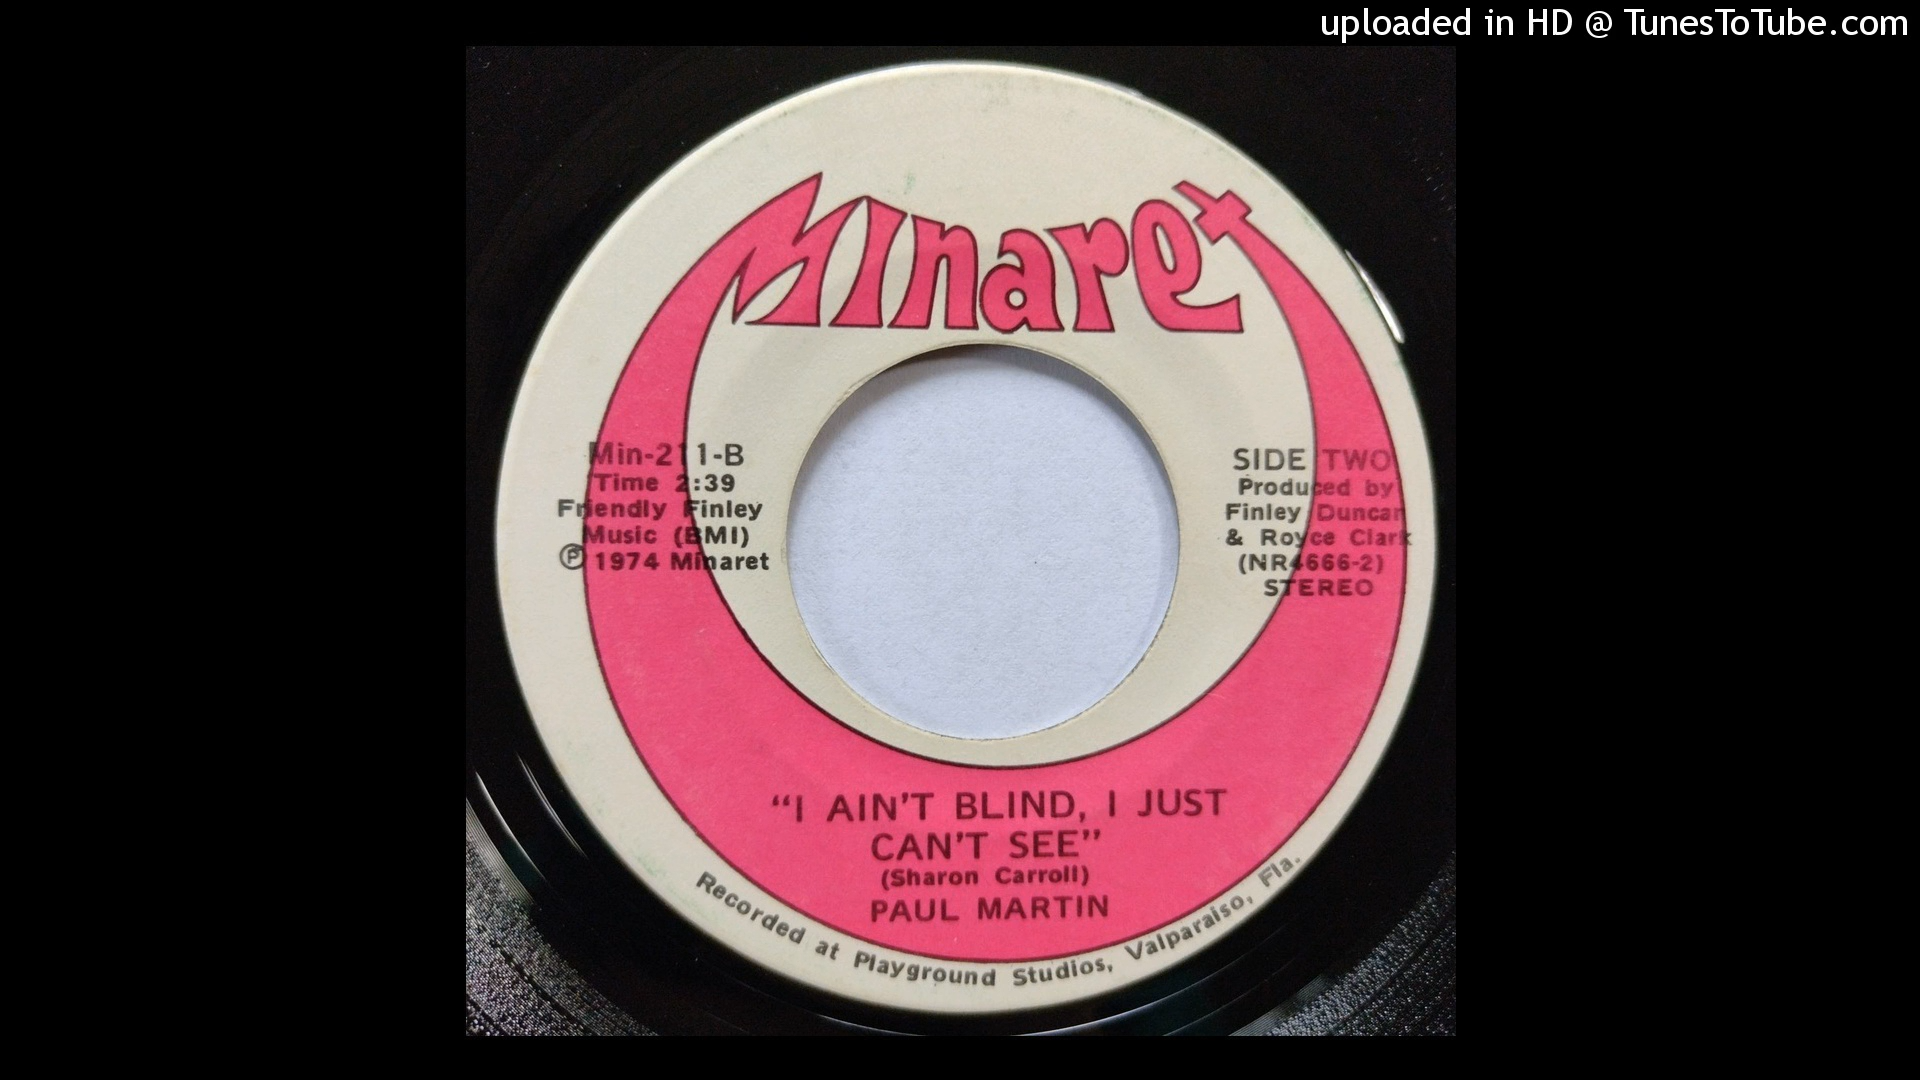 uploaded in HD @ TunesToTube.com
Minaret
Min-211-B
Time 2:39
Friendly Finley
Music (BMI)
Ⓟ 1974 Minaret
SIDE TWO
Produced by
Finley Duncan
& Royce Clark
(NR4666-2)
STEREO
"I AIN'T BLIND, I JUST
CAN'T SEE"
(Sharon Carroll)
PAUL MARTIN
Recorded at Playground Studios, Valparaiso, Fla.